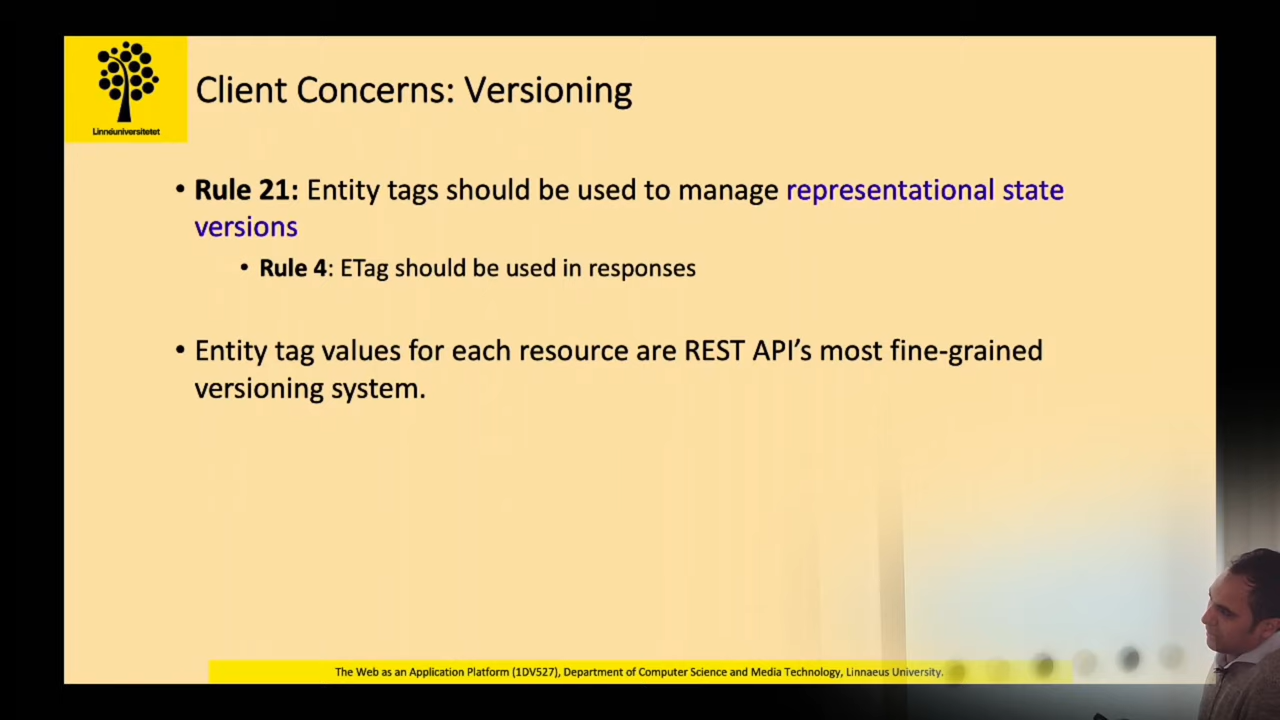 Linnéuniversitetet
Client Concerns: Versioning
• Rule 21: Entity tags should be used to manage representational state
versions
• Rule 4: ETag should be used in responses
• Entity tag values for each resource are REST API’s most fine-grained
versioning system.
The Web as an Application Platform (1DV527), Department of Computer Science and Media Technology, Linnaeus University.